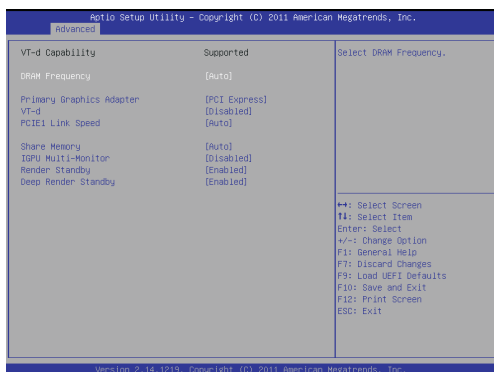 Aptio Setup Utility – Copyright (C) 2011 American Megatrends, Inc.
Advanced
VT-d Capability Supported
DRAM Frequency [Auto]
Primary Graphics Adapter [PCI Express]
VT-d [Disabled]
PCIE1 Link Speed [Auto]
Share Memory [Auto]
IGPU Multi-Monitor [Disabled]
Render Standby [Enabled]
Deep Render Standby [Enabled]
Select DRAM Frequency.
↔: Select Screen
↑↓: Select Item
Enter: Select
+/-: Change Option
F1: General Help
F7: Discard Changes
F9: Load UEFI Defaults
F10: Save and Exit
F12: Print Screen
ESC: Exit
Version 2.14.1219. Copyright (C) 2011 American Megatrends, Inc.